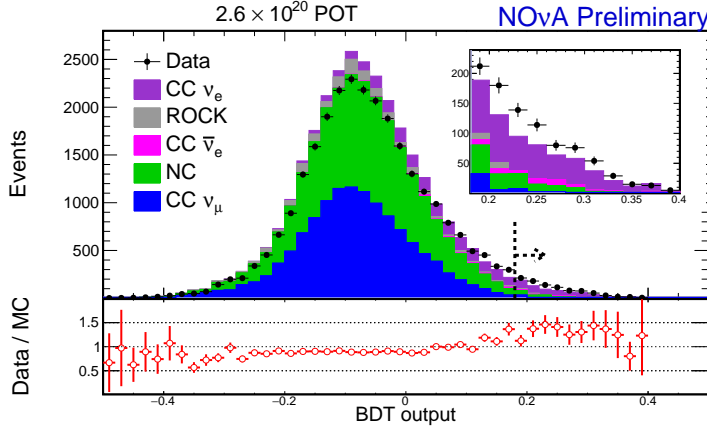 2.6 × 10²⁰ POT
NOνA Preliminary
Events
2500
2000
1500
1000
500
Data
CC νₑ
ROCK
CC ν̅ₑ
NC
CC ν_μ
200
150
100
50
0.2 0.25 0.3 0.35 0.4
Data / MC
1.5
1
0.5
−0.4 −0.2 0 0.2 0.4
BDT output